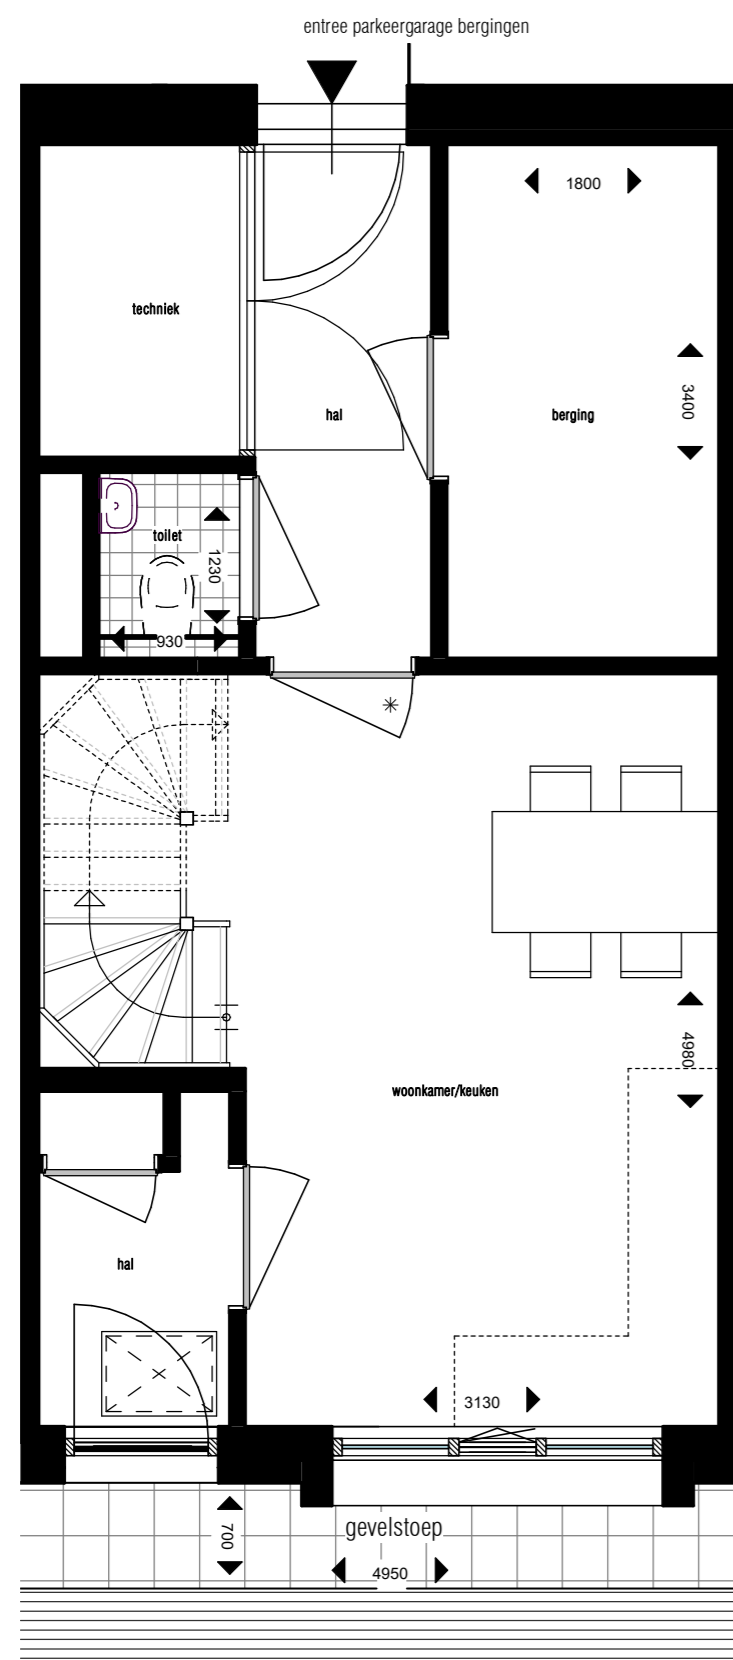 entree parkeergarage bergingen
1800
techniek
3400
hal
berging
toilet
1230
930
*
4980
woonkamer/keuken
hal
3130
gevelstoep
700
4950